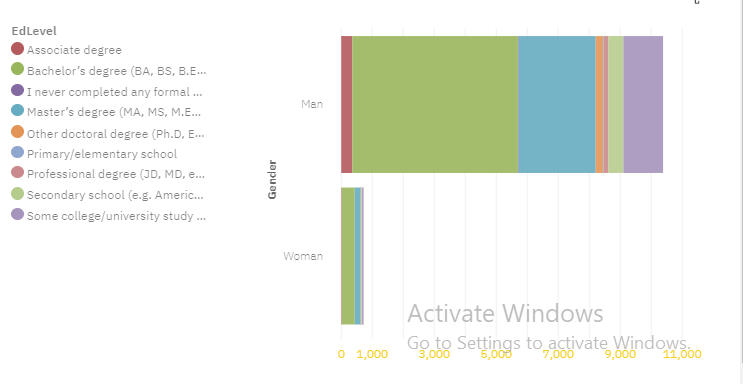 EdLevel
Associate degree
Bachelor's degree (BA, BS, B.E...
I never completed any formal ...
Master's degree (MA, MS, M.E...
Other doctoral degree (Ph.D, E...
Primary/elementary school
Professional degree (JD, MD, e...
Secondary school (e.g. Americ...
Some college/university study ...
Gender
Man
Woman
Activate Windows
Go to Settings to activate Windows.
0 1,000 3,000 5,000 7,000 9,000 11,000